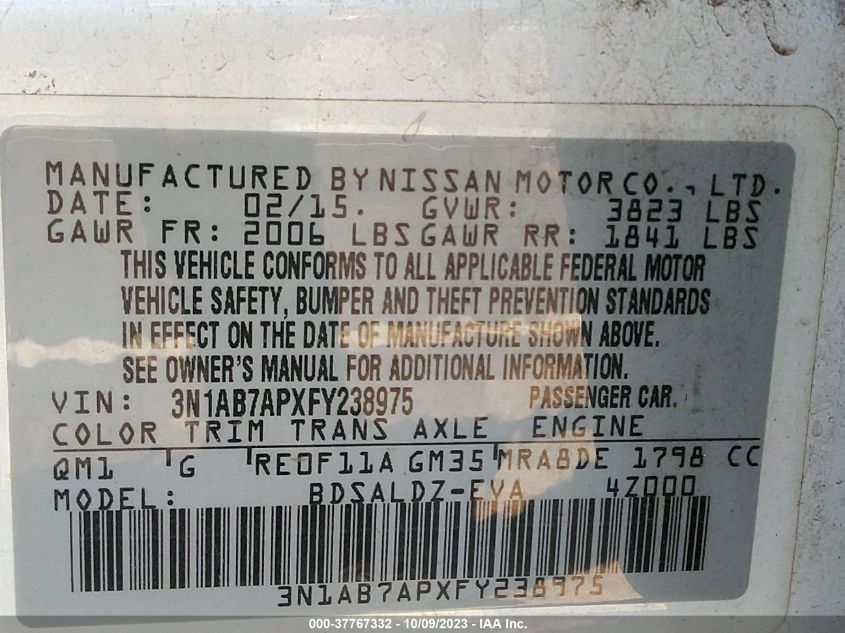 MANUFACTURED BY NISSAN MOTOR CO., LTD.
DATE: 02/15. GVWR: 3823 LBS
GAWR FR: 2006 LBS GAWR RR: 1841 LBS
THIS VEHICLE CONFORMS TO ALL APPLICABLE FEDERAL MOTOR
VEHICLE SAFETY, BUMPER AND THEFT PREVENTION STANDARDS
IN EFFECT ON THE DATE OF MANUFACTURE SHOWN ABOVE.
SEE OWNER'S MANUAL FOR ADDITIONAL INFORMATION.
VIN: 3N1AB7APXFY238975 PASSENGER CAR.
COLOR TRIM TRANS AXLE ENGINE
QM1 G RE0F11A GM35 MRA8DE 1798 CC
MODEL: BDSALDZ-EVA 4Z000
3N1AB7APXFY238975
000-37767332 - 10/09/2023 - IAA Inc.